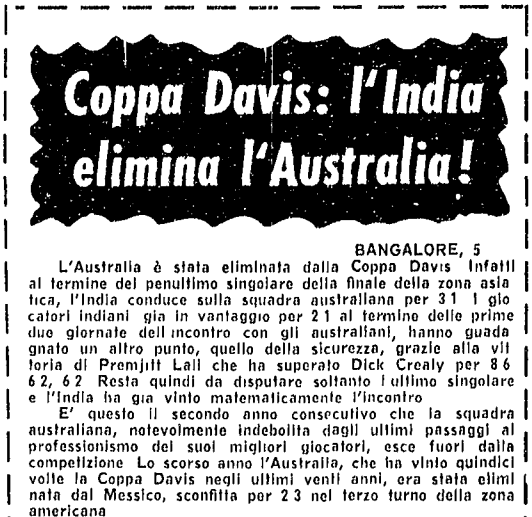 Coppa Davis: l'India
elimina l'Australia!
BANGALORE, 5
L'Australia è stata eliminata dalla Coppa Davis Infatti
al termine del penultimo singolare della finale della zona asia
tica, l'India conduce sulla squadra australiana per 3 1 I gio
catori indiani già in vantaggio per 2 1 al termine delle prime
due giornate dell incontro con gli australiani, hanno guada
gnato un altro punto, quello della sicurezza, grazie alla vit
toria di Premjitt Lall che ha superato Dick Crealy per 8 6
6 2, 6 2 Resta quindi da disputare soltanto l ultimo singolare
e l'India ha già vinto matematicamente l'incontro
E' questo il secondo anno consecutivo che la squadra
australiana, notevolmente indebolita dagli ultimi passaggi al
professionismo dei suoi migliori giocatori, esce fuori dalla
competizione Lo scorso anno l'Australia, che ha vinto quindici
volte la Coppa Davis negli ultimi venti anni, era stata elimi
nata dal Messico, sconfitta per 2 3 nel terzo turno della zona
americana